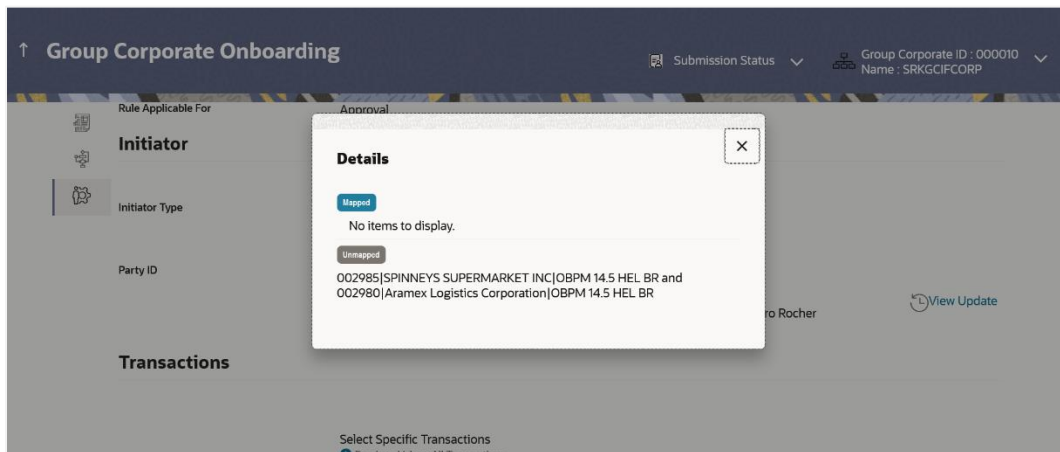 Group Corporate Onboarding
Submission Status
Group Corporate ID : 000010
Name : SRKGCIFCORP
Rule Applicable For
Approval
Initiator
Initiator Type
Party ID
Details
Mapped
No items to display.
Unmapped
002985|SPINNEYS SUPERMARKET INC|OBPM 14.5 HEL BR and
002980|Aramex Logistics Corporation|OBPM 14.5 HEL BR
ro Rocher
View Update
Transactions
Select Specific Transactions